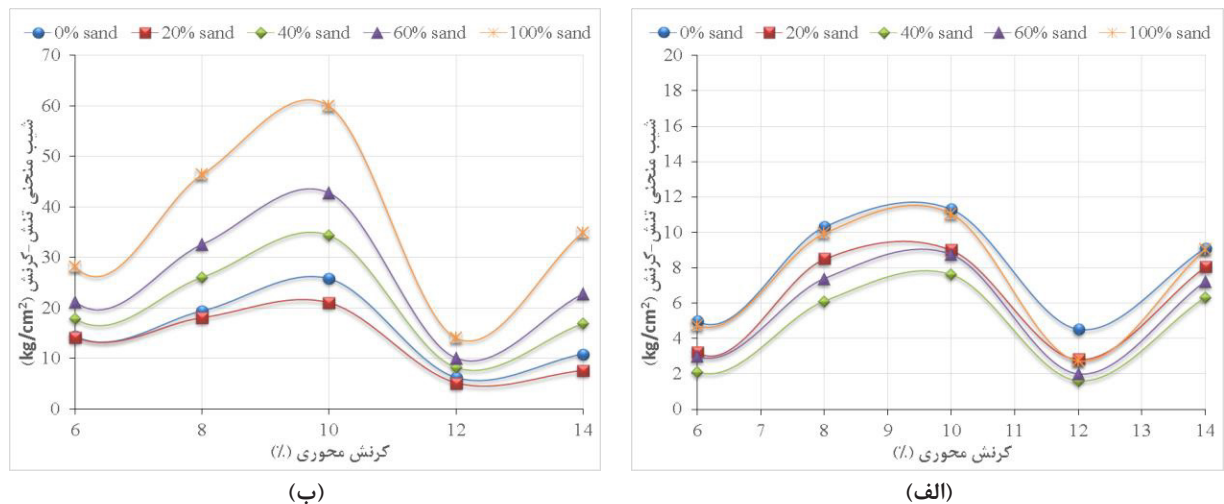 0% sand 20% sand 40% sand 60% sand 100% sand
70
60
50
40
30
20
10
0
6 8 10 12 14
شیب منحنی تنش-کرنش (kg/cm²)
کرنش محوری (٪)
(ب)
0% sand 20% sand 40% sand 60% sand 100% sand
20
18
16
14
12
10
8
6
4
2
0
6 7 8 9 10 11 12 13 14
شیب منحنی تنش-کرنش (kg/cm²)
کرنش محوری (٪)
(الف)